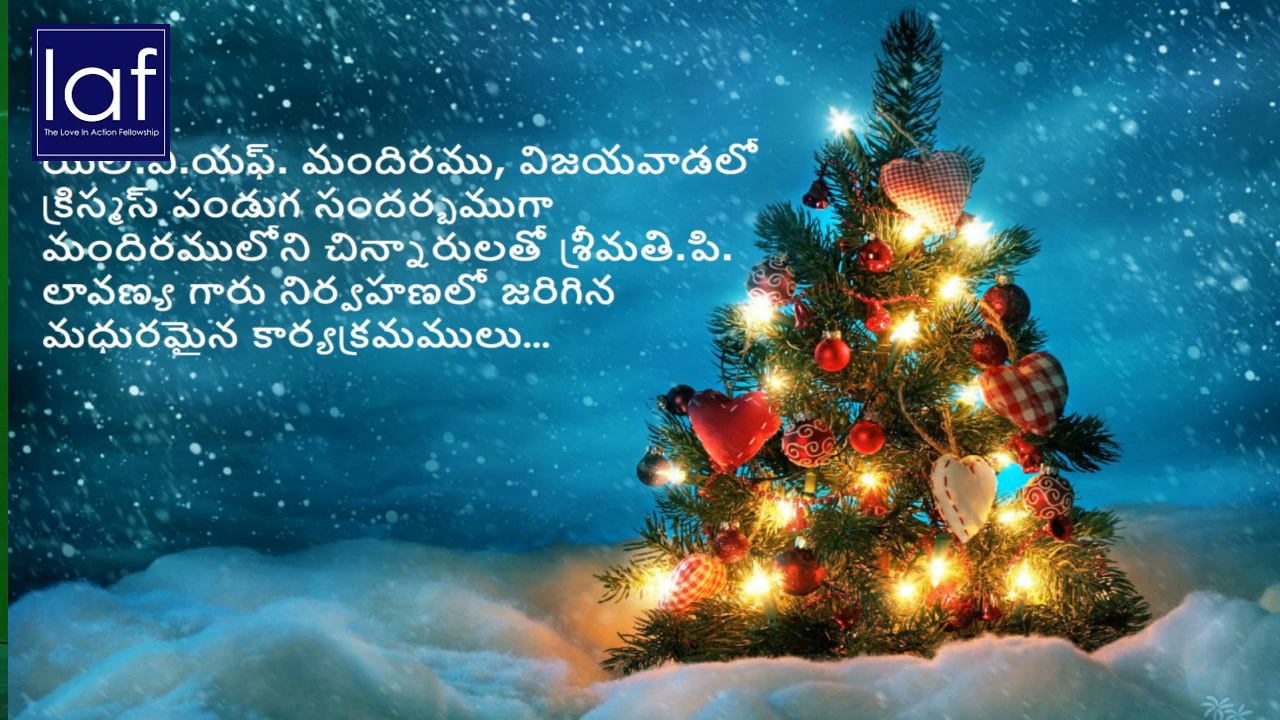 laf
The Love In Action Fellowship
మందిరము, విజయవాడలో
క్రిస్మస్ పండుగ సందర్భముగా
మందిరములోని చిన్నారులతో శ్రీమతి.పి.
లావణ్య గారు నిర్వహణలో జరిగిన
మధురమైన కార్యక్రమములు...